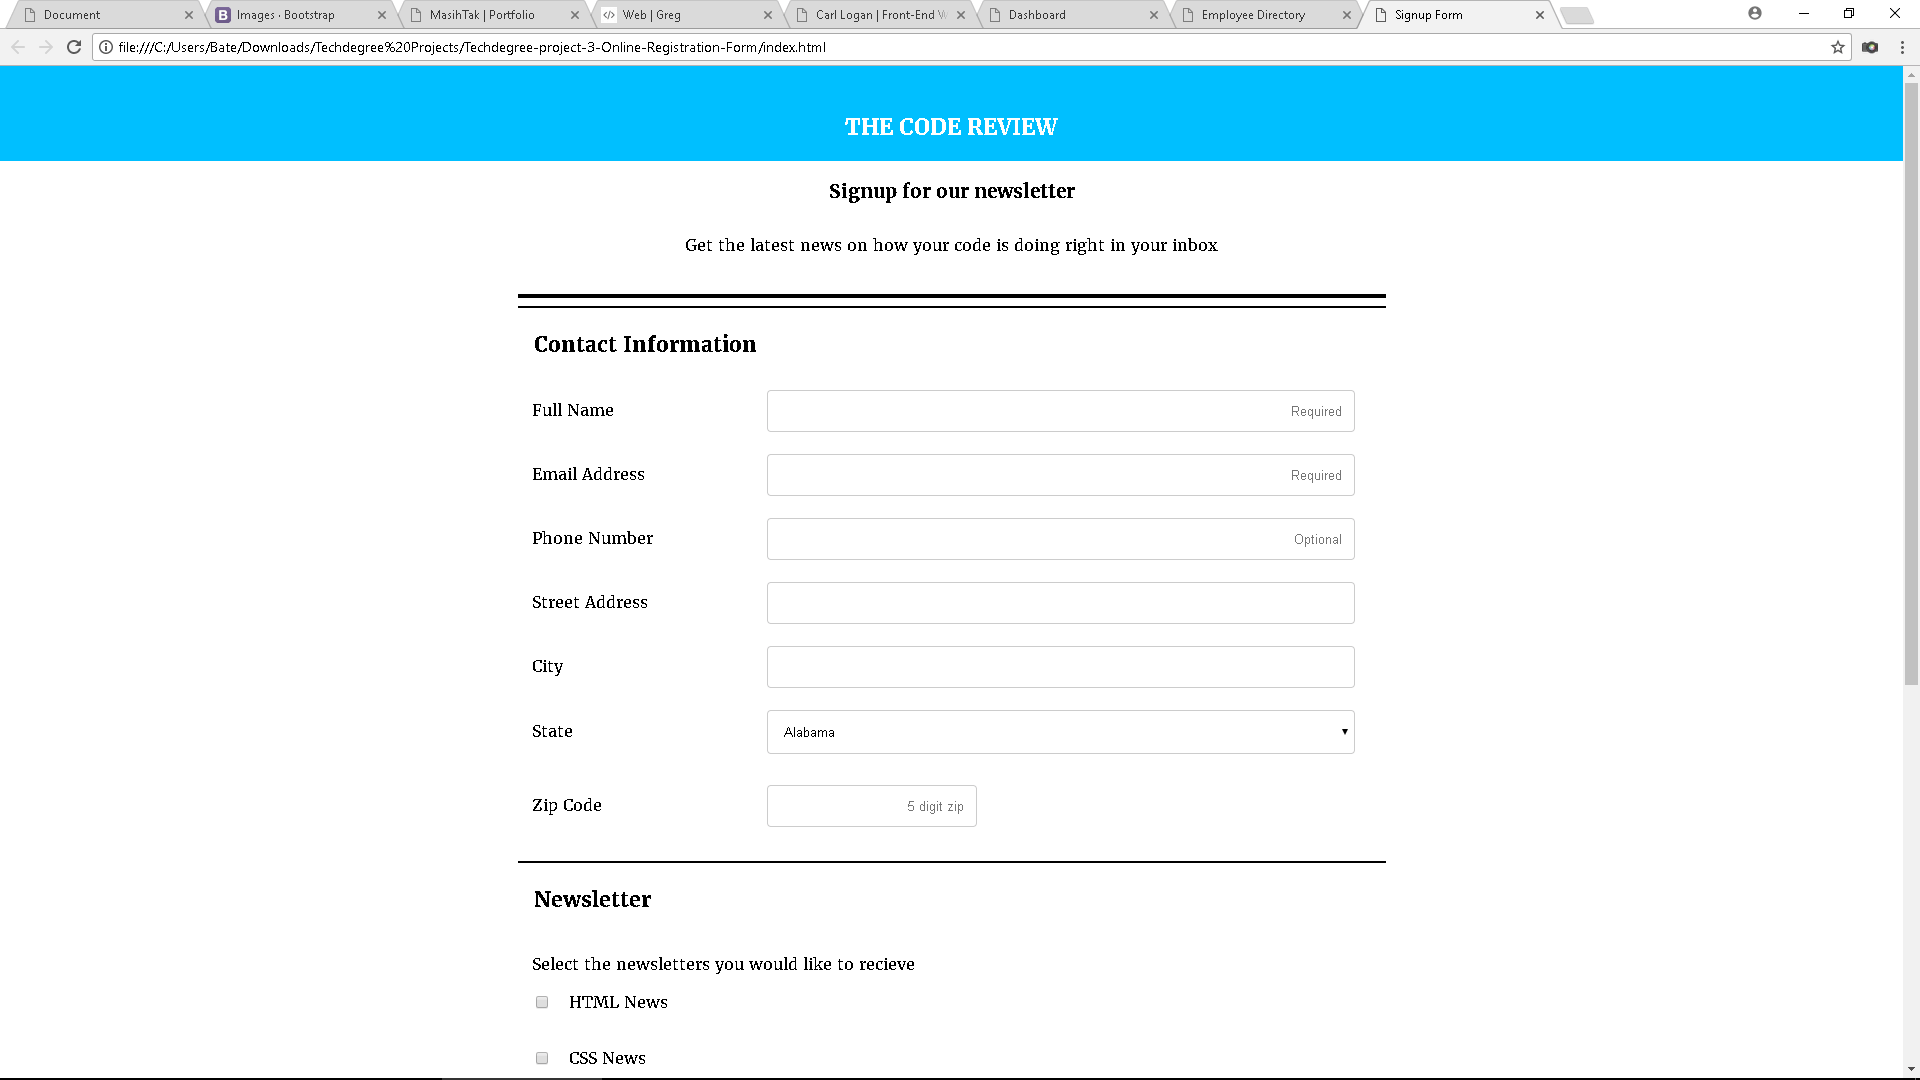 Document
Images · Bootstrap
MasihTak | Portfolio
Web | Greg
Carl Logan | Front-End W
Dashboard
Employee Directory
Signup Form
file:///C:/Users/Bate/Downloads/Techdegree%20Projects/Techdegree-project-3-Online-Registration-Form/index.html
THE CODE REVIEW
Signup for our newsletter
Get the latest news on how your code is doing right in your inbox
Contact Information
Full Name Required
Email Address Required
Phone Number Optional
Street Address
City
State Alabama
Zip Code 5 digit zip
Newsletter
Select the newsletters you would like to recieve
HTML News
CSS News